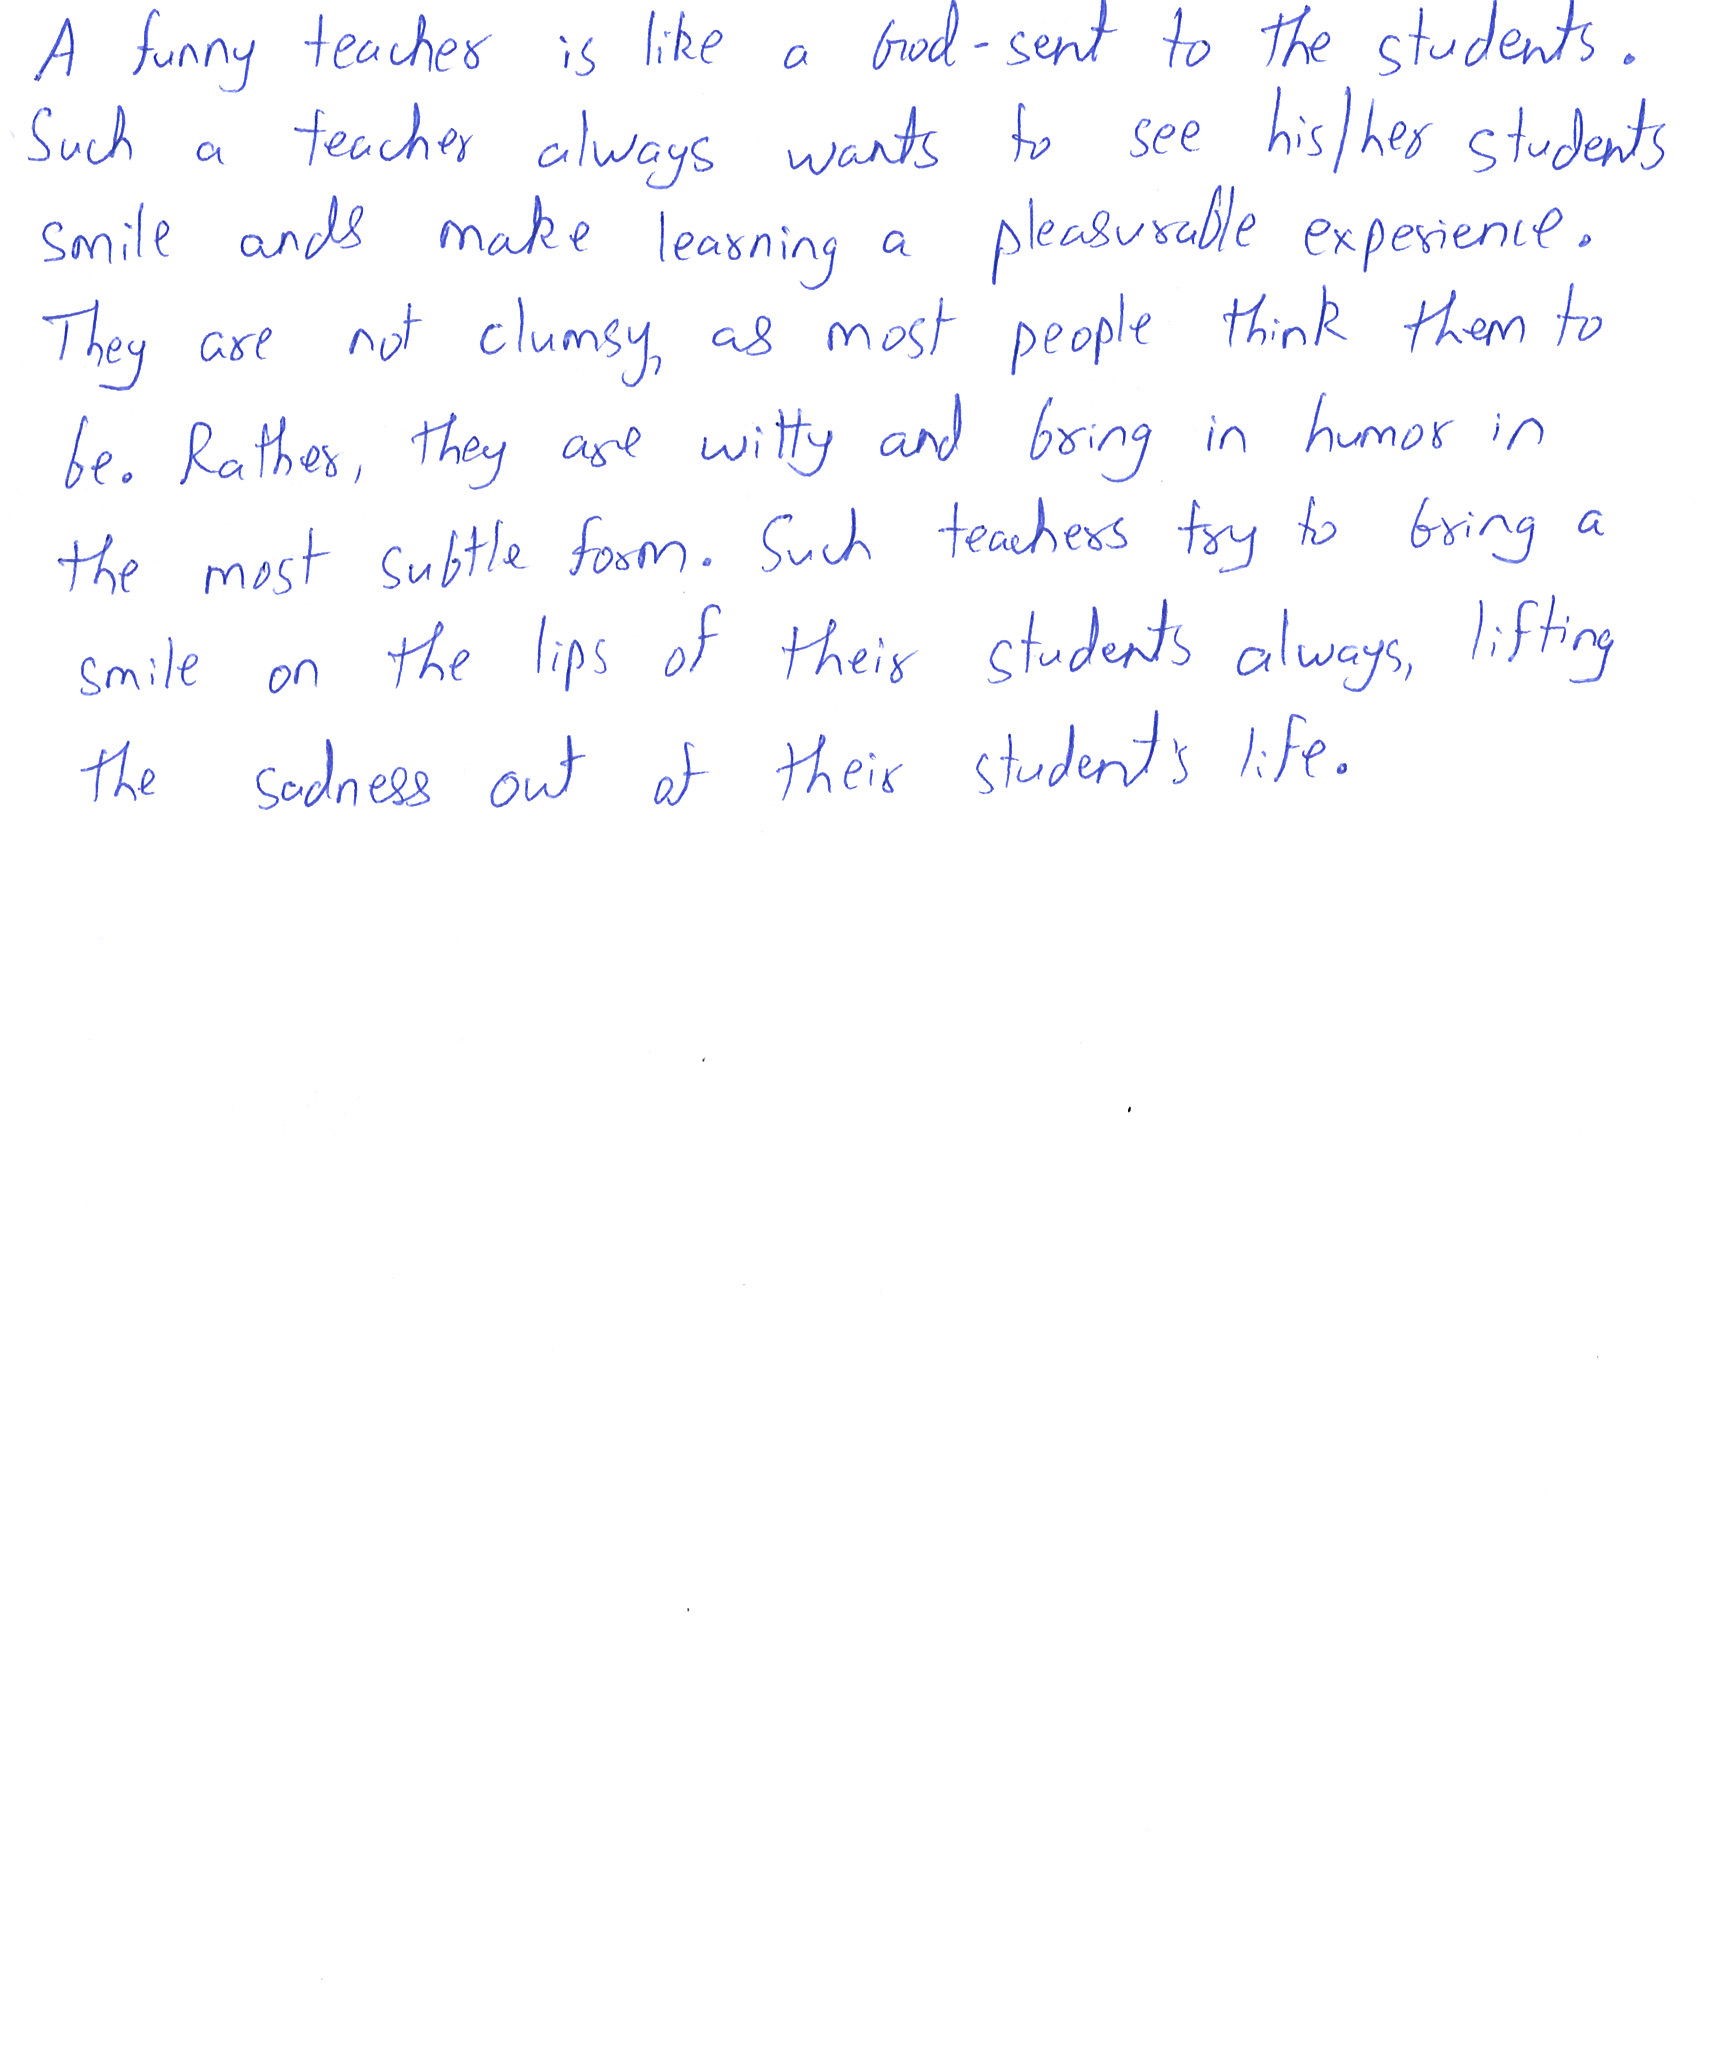 A funny teacher is like a God-sent to the students.
Such a teacher always wants to see his/her students
smile ands make learning a pleasurable experience.
They are not clumsy, as most people think them to
be. Rather, they are witty and bring in humor in
the most subtle form. Such teachers try to bring a
smile on the lips of their students always, lifting
the sadness out of their student's life.